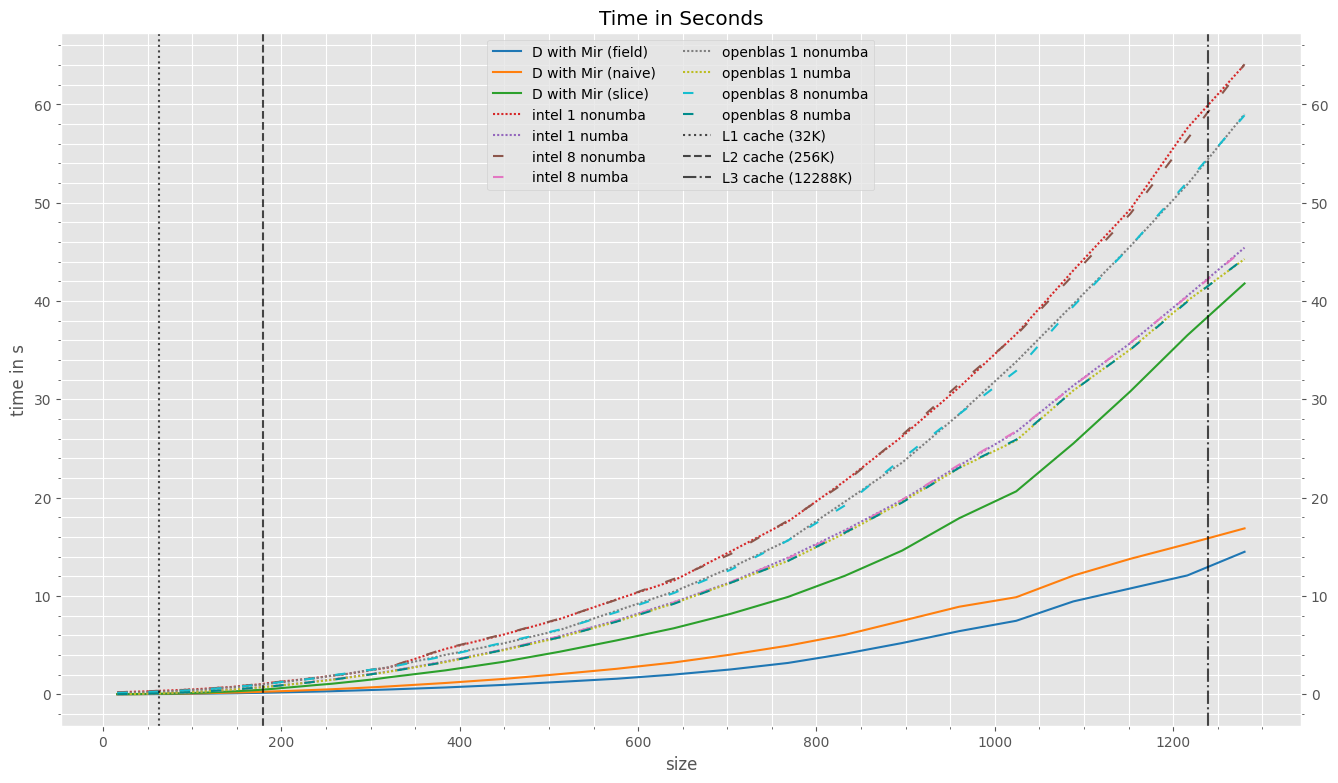 Time in Seconds
D with Mir (field)
D with Mir (naive)
D with Mir (slice)
intel 1 nonumba
intel 1 numba
intel 8 nonumba
intel 8 numba
openblas 1 nonumba
openblas 1 numba
openblas 8 nonumba
openblas 8 numba
L1 cache (32K)
L2 cache (256K)
L3 cache (12288K)
time in s
60
50
40
30
20
10
0
60
50
40
30
20
10
0
0 200 400 600 800 1000 1200
size